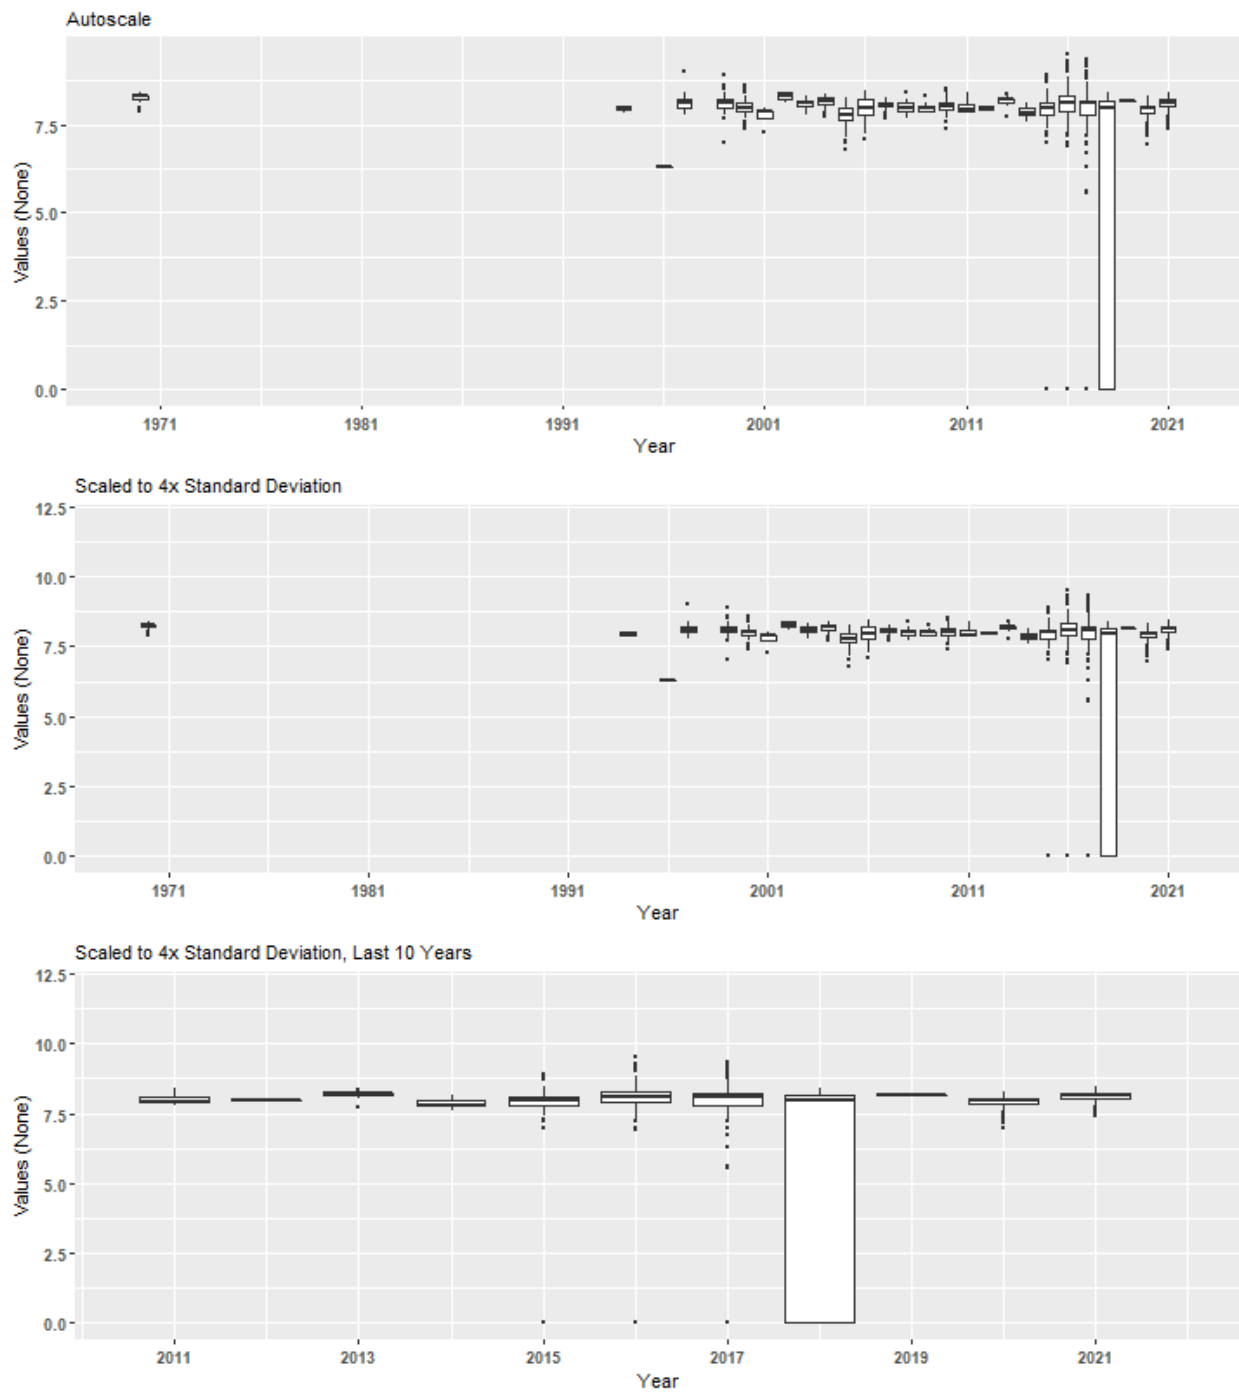 Autoscale
Values (None)
7.5
5.0
2.5
0.0
1971 1981 1991 2001 2011 2021
Year
Scaled to 4x Standard Deviation
Values (None)
12.5
10.0
7.5
5.0
2.5
0.0
1971 1981 1991 2001 2011 2021
Year
Scaled to 4x Standard Deviation, Last 10 Years
Values (None)
12.5
10.0
7.5
5.0
2.5
0.0
2011 2013 2015 2017 2019 2021
Year